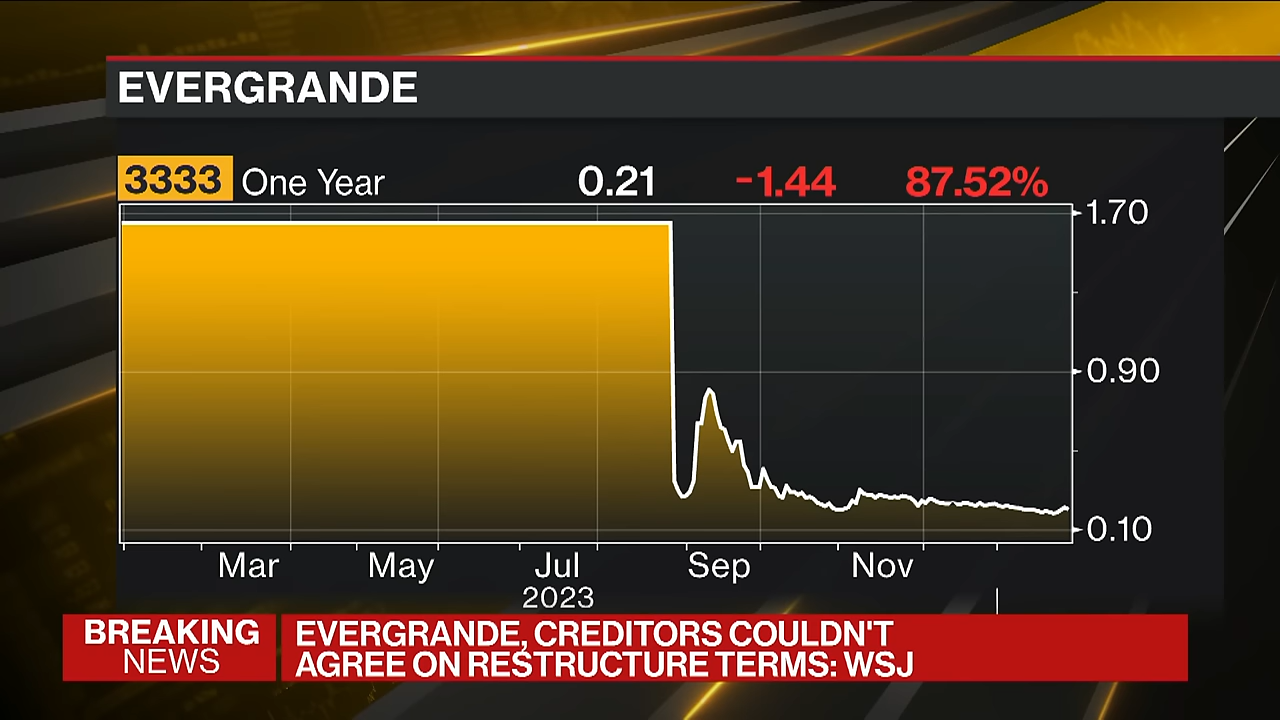 EVERGRANDE
3333 One Year 0.21 -1.44 87.52%
1.70
0.90
0.10
Mar May Jul Sep Nov
2023
BREAKING
NEWS
EVERGRANDE, CREDITORS COULDN'T
AGREE ON RESTRUCTURE TERMS: WSJ